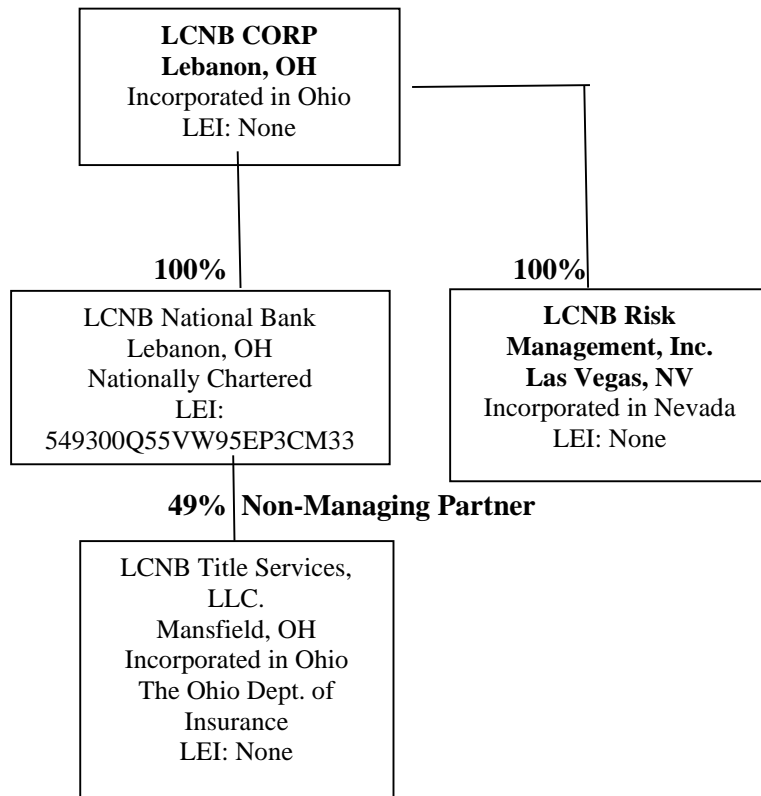 LCNB CORP
Lebanon, OH
Incorporated in Ohio
LEI: None
100%
100%
LCNB National Bank
Lebanon, OH
Nationally Chartered
LEI:
549300Q55VW95EP3CM33
LCNB Risk
Management, Inc.
Las Vegas, NV
Incorporated in Nevada
LEI: None
49% Non-Managing Partner
LCNB Title Services,
LLC.
Mansfield, OH
Incorporated in Ohio
The Ohio Dept. of
Insurance
LEI: None